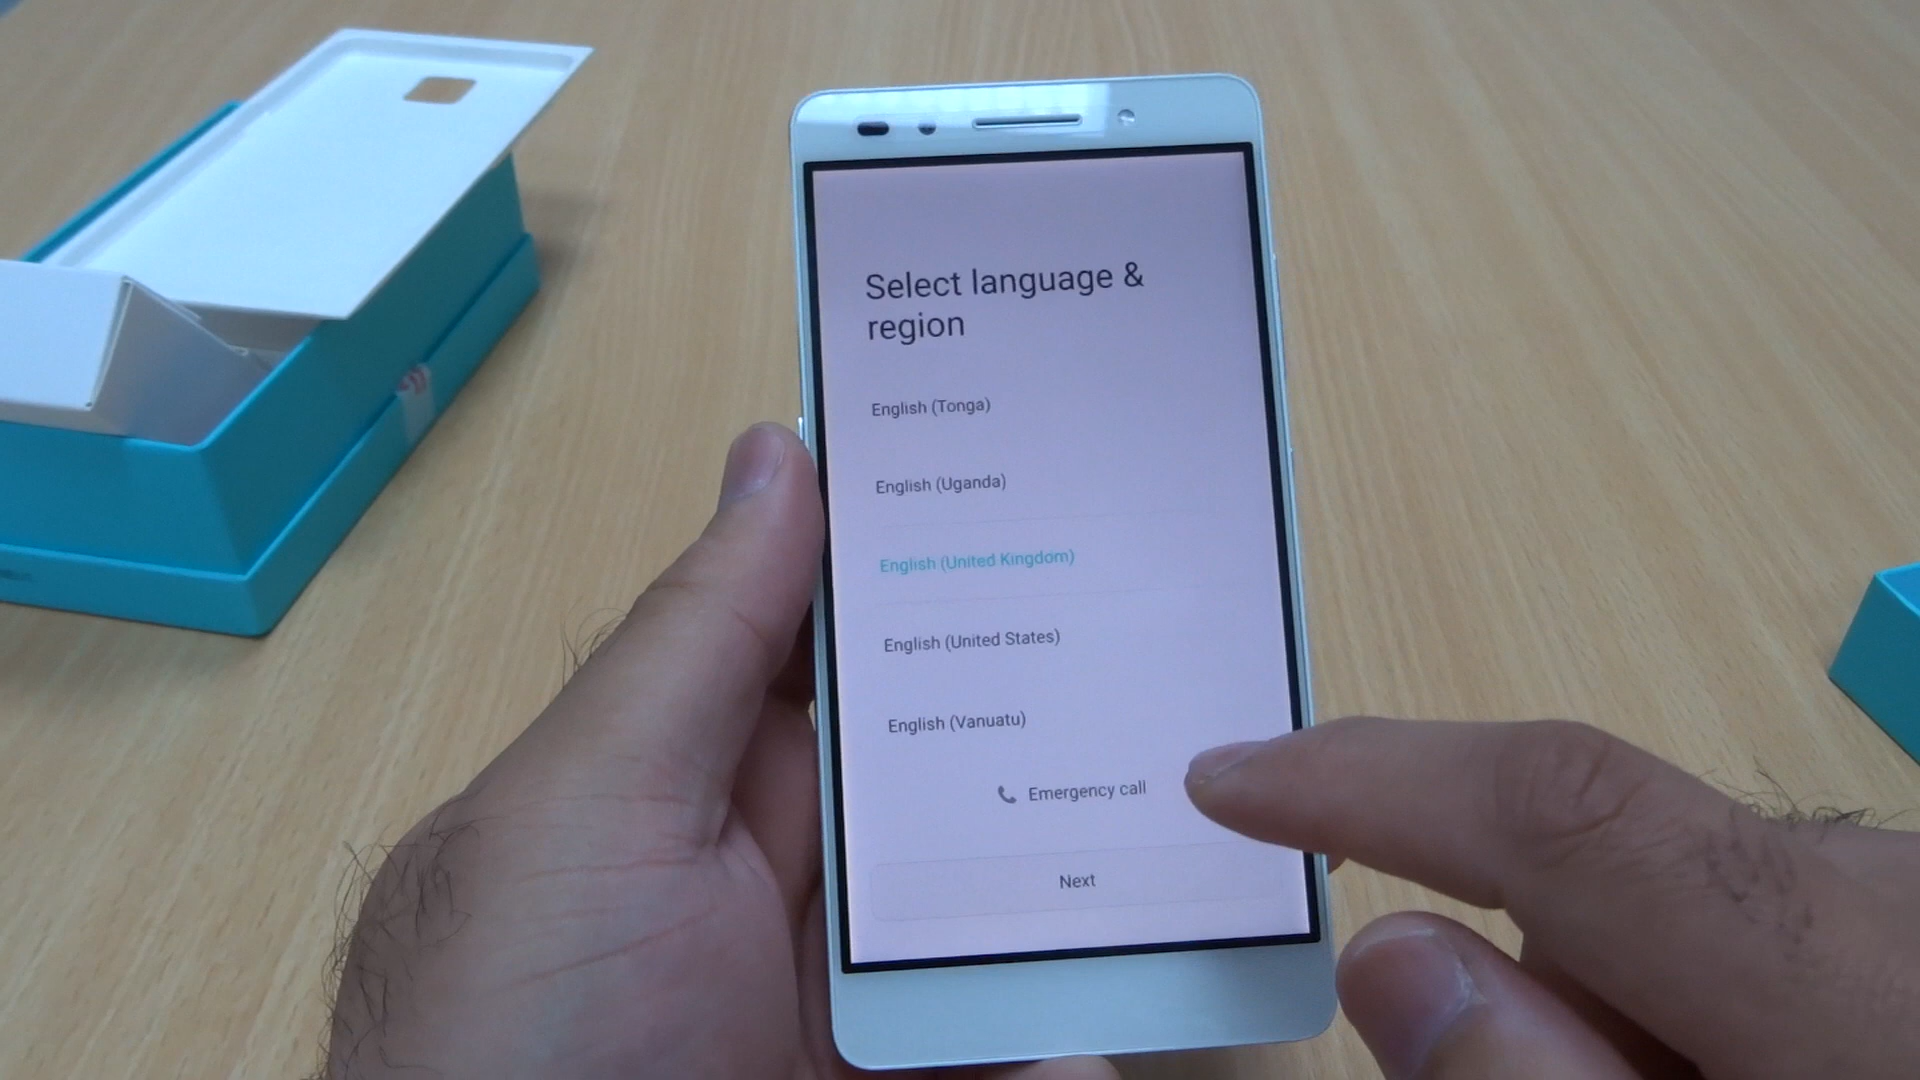 Select language &
region
English (Tonga)
English (Uganda)
English (United Kingdom)
English (United States)
English (Vanuatu)
Emergency call
Next